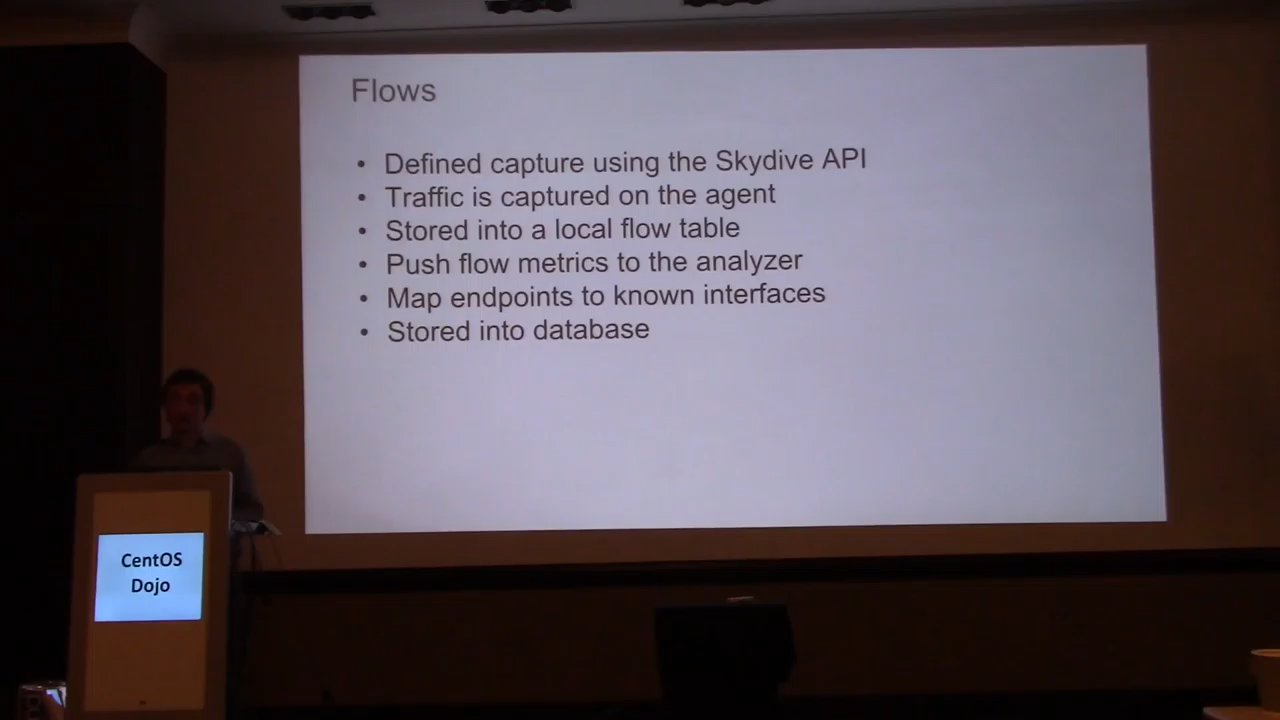 Flows
• Defined capture using the Skydive API
• Traffic is captured on the agent
• Stored into a local flow table
• Push flow metrics to the analyzer
• Map endpoints to known interfaces
• Stored into database
CentOS
Dojo